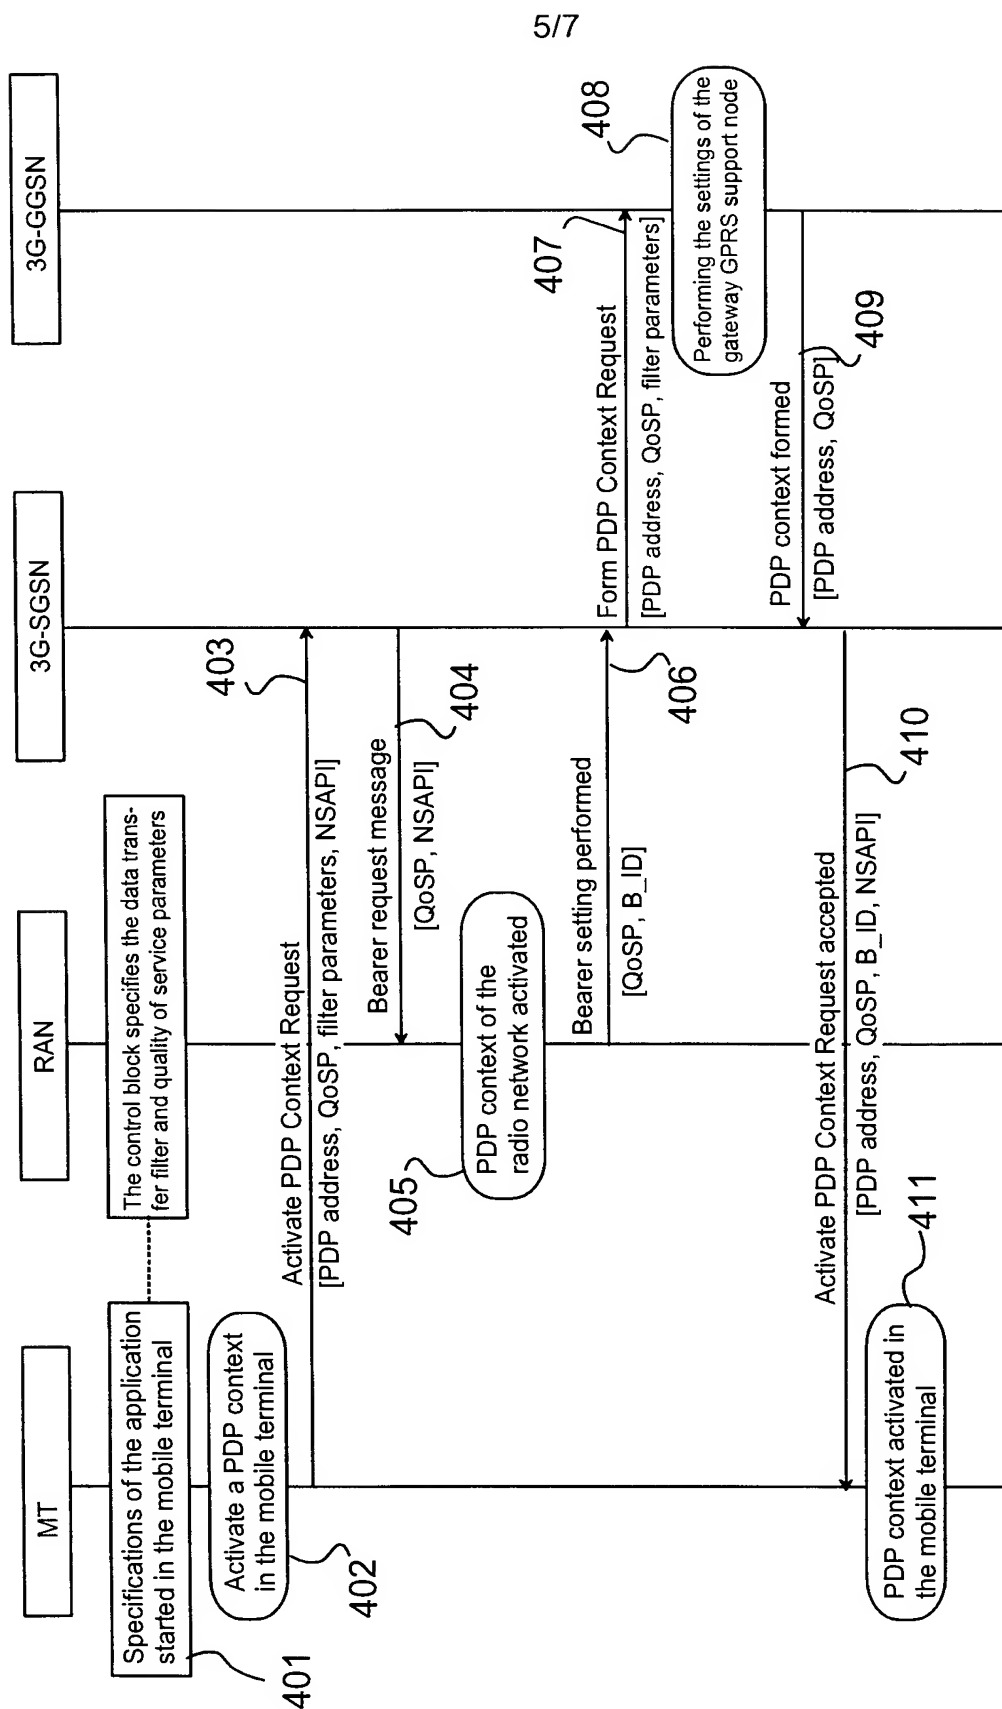 5/7
MT
RAN
3G-SGSN
3G-GGSN
Specifications of the application
started in the mobile terminal
401
The control block specifies the data trans-
fer filter and quality of service parameters
Activate a PDP context
in the mobile terminal
402
Activate PDP Context Request
[PDP address, QoSP, filter parameters, NSAPI]
403
Bearer request message
[QoSP, NSAPI]
404
PDP context of the
radio network activated
405
Bearer setting performed
[QoSP, B_ID]
406
Form PDP Context Request
[PDP address, QoSP, filter parameters]
407
Performing the settings of the
gateway GPRS support node
408
PDP context formed
[PDP address, QoSP]
409
Activate PDP Context Request accepted
[PDP address, QoSP, B_ID, NSAPI]
410
PDP context activated in
the mobile terminal
411